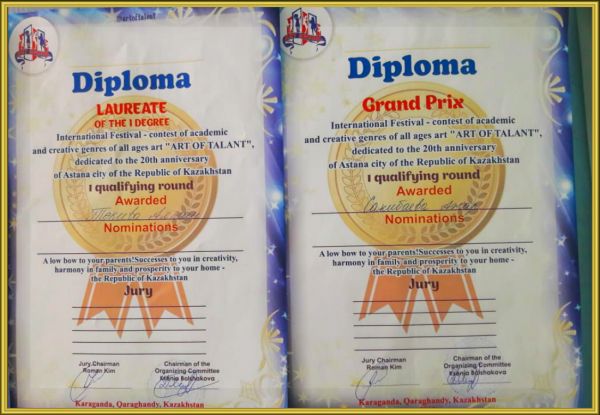 Diploma
LAUREATE
OF THE I DEGREE
International Festival - contest of academic
and creative genres of all ages art "ART OF TALANT",
dedicated to the 20th anniversary
of Astana city of the Republic of Kazakhstan
I qualifying round
Awarded
Nominations
A low bow to your parents!Successes to you in creativity,
harmony in family and prosperity to your home -
the Republic of Kazakhstan
Jury
Jury Chairman
Roman Kim
Chairman of the
Organizing Committee
Ksenia Bolshakova
Karaganda, Qaraghandy, Kazakhstan
Diploma
Grand Prix
International Festival - contest of academic
and creative genres of all ages art "ART OF TALANT",
dedicated to the 20th anniversary
of Astana city of the Republic of Kazakhstan
I qualifying round
Awarded
Nominations
A low bow to your parents!Successes to you in creativity,
harmony in family and prosperity to your home -
the Republic of Kazakhstan
Jury
Jury Chairman
Roman Kim
Chairman of the
Organizing Committee
Ksenia Bolshakova
Karaganda, Qaraghandy, Kazakhstan